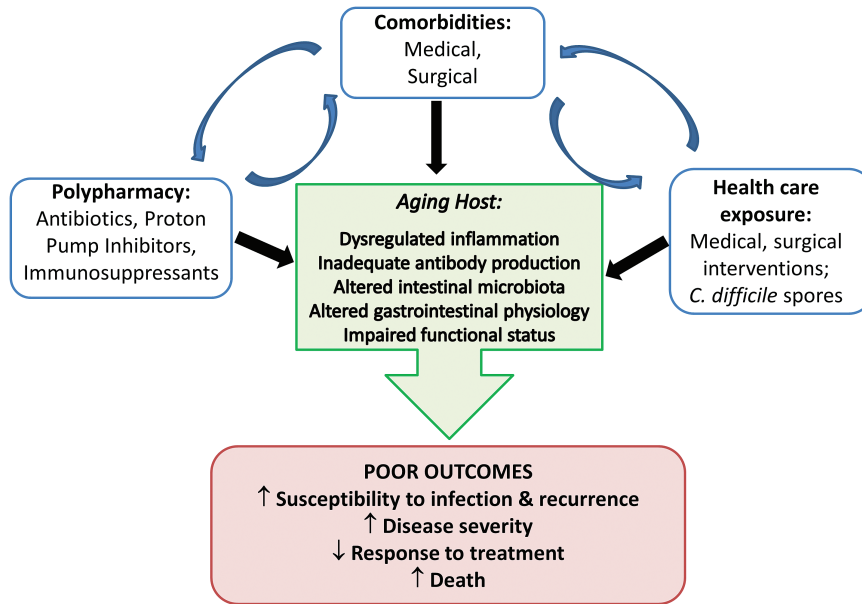 Comorbidities:
Medical,
Surgical
Polypharmacy:
Antibiotics, Proton
Pump Inhibitors,
Immunosuppressants
Aging Host:
Dysregulated inflammation
Inadequate antibody production
Altered intestinal microbiota
Altered gastrointestinal physiology
Impaired functional status
Health care
exposure:
Medical, surgical
interventions;
C. difficile spores
POOR OUTCOMES
↑ Susceptibility to infection & recurrence
↑ Disease severity
↓ Response to treatment
↑ Death